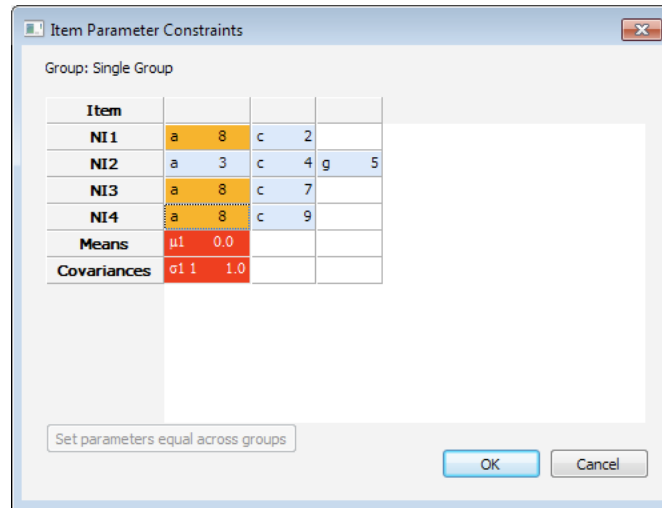 Item Parameter Constraints
Group: Single Group
Item
NI1 a 8 c 2
NI2 a 3 c 4 g 5
NI3 a 8 c 7
NI4 a 8 c 9
Means μ1 0.0
Covariances σ1 1 1.0
Set parameters equal across groups
OK Cancel